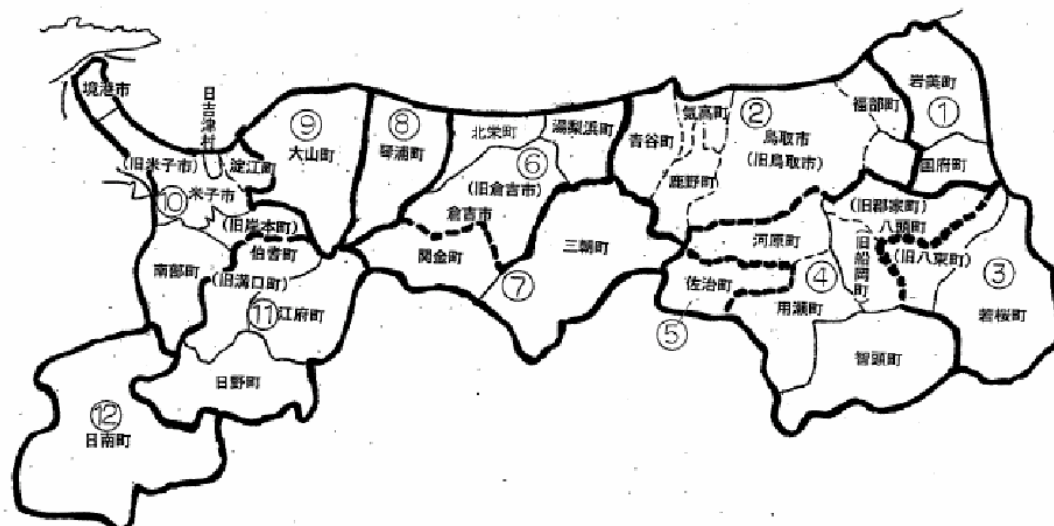 境港市
日吉津村
(旧米子市)
淀江町
⑩
米子市
(旧岸本町)
伯耆町
南部町
(旧溝口町)
⑪
江府町
日野町
⑫
日南町
⑨
大山町
⑧
琴浦町
北栄町
湯梨浜町
⑥
(旧倉吉市)
倉吉市
関金町
三朝町
⑦
青谷町
気高町
鹿野町
②
鳥取市
(旧鳥取市)
福部町
岩美町
①
国府町
(旧郡家町)
八頭町
(旧八東町)
旧船岡町
河原町
④
佐治町
用瀬町
⑤
③
若桜町
智頭町